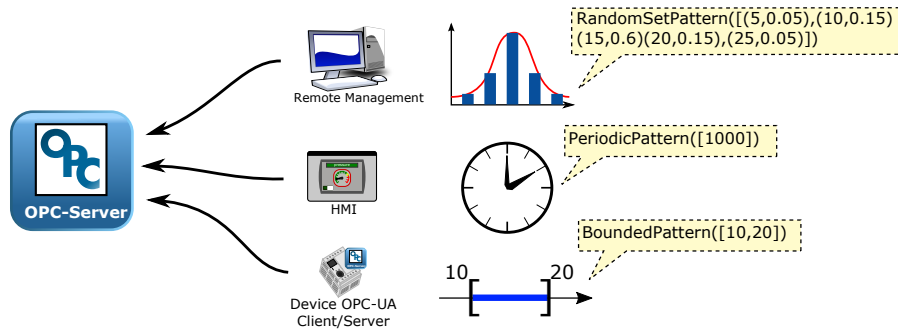 RandomSetPattern([(5,0.05),(10,0.15)
(15,0.6)(20,0.15),(25,0.05)])
Remote Management
OPC
OPC-Server
PeriodicPattern([1000])
HMI
BoundedPattern([10,20])
10
20
Device OPC-UA
Client/Server